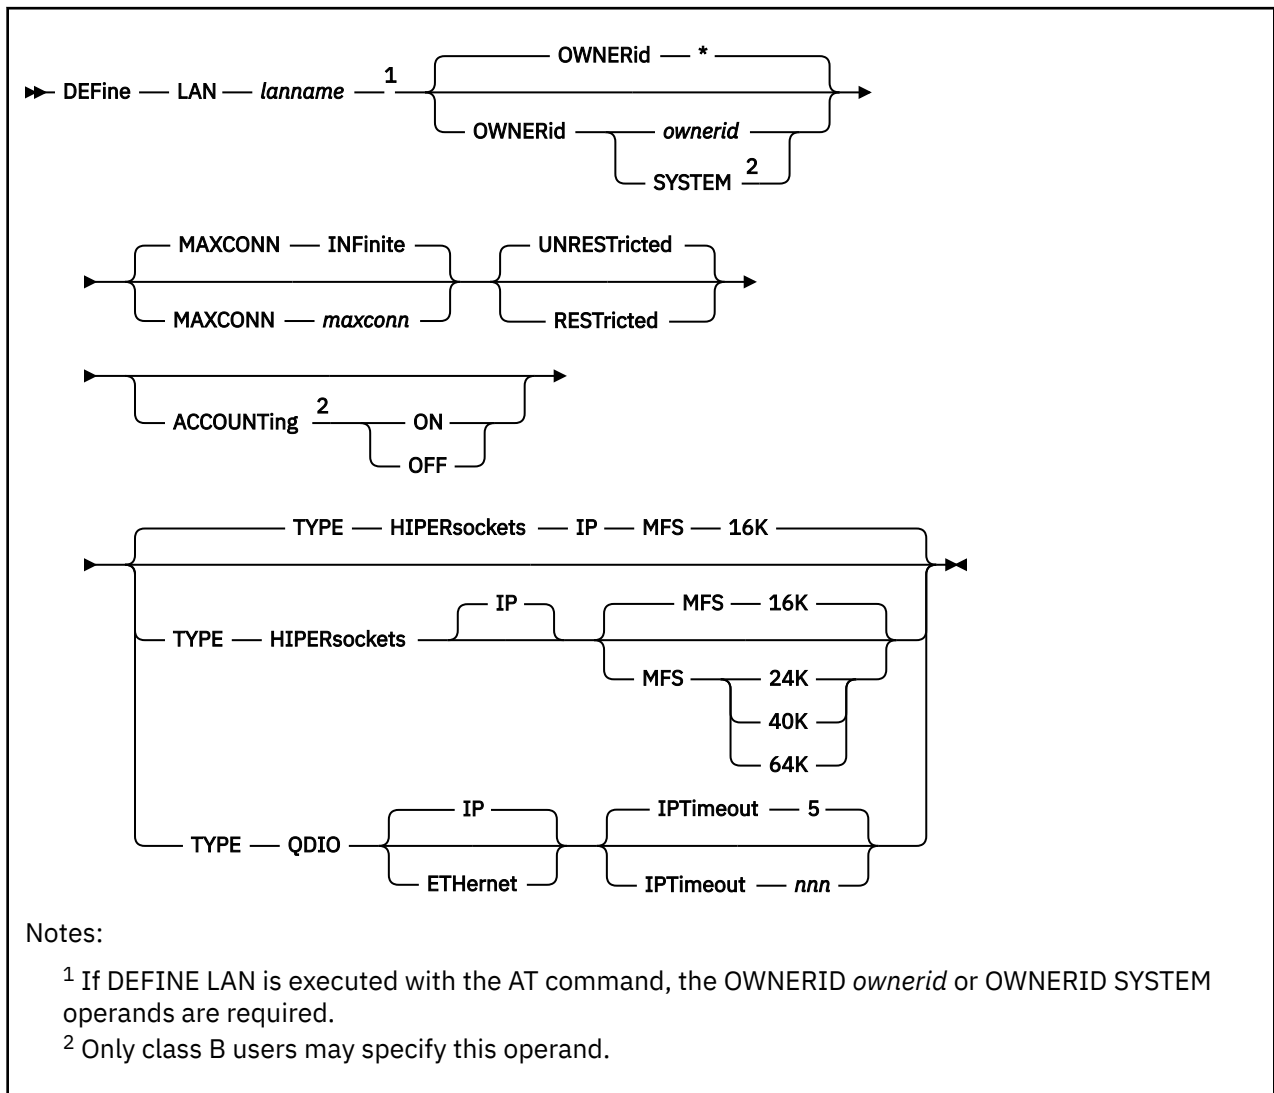 OWNERid *
DEFine LAN lanname 1
OWNERid ownerid
SYSTEM 2
MAXCONN INFinite UNRESTricted
MAXCONN maxconn RESTricted
ACCOUNTing 2 ON
OFF
TYPE HIPERsockets IP MFS 16K
IP MFS 16K
TYPE HIPERsockets
MFS 24K
40K
64K
IP IPTimeout 5
TYPE QDIO
ETHernet IPTimeout nnn
Notes:
1 If DEFINE LAN is executed with the AT command, the OWNERID ownerid or OWNERID SYSTEM
operands are required.
2 Only class B users may specify this operand.